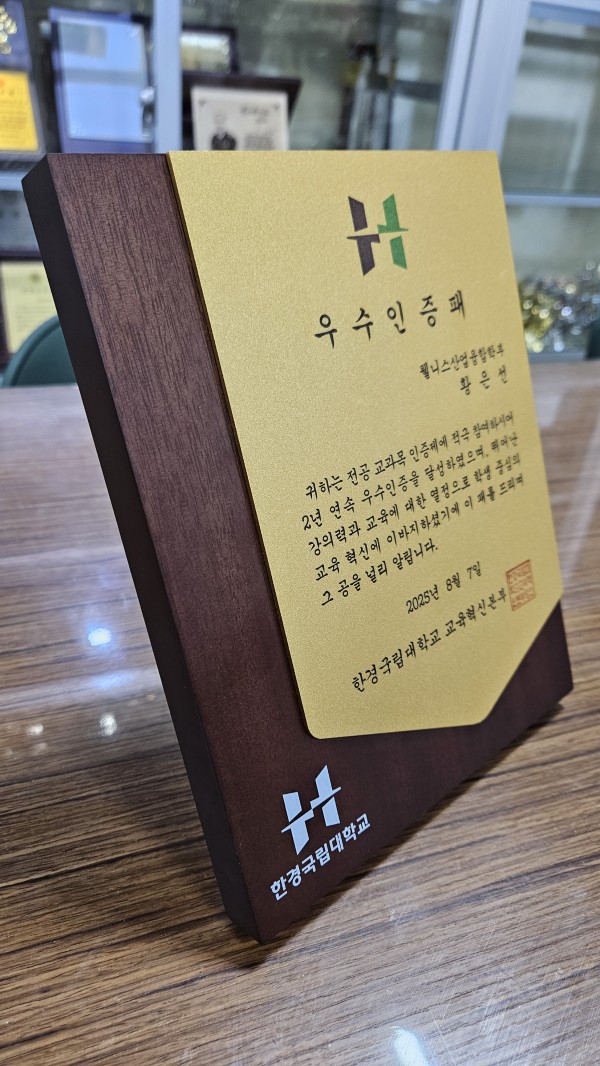 우수인증패
웰니스산업융합학부
황은선
귀하는 전공 교과목 인증제에 적극 참여하시어
2년 연속 우수인증을 달성하였으며, 뛰어난
강의력과 교육에 대한 열정으로 학생 중심의
교육 혁신에 이바지하셨기에 이 패를 드리며
그 공을 널리 알립니다.
2025년 8월 7일
한경국립대학교 교육혁신본부
한경국립대학교